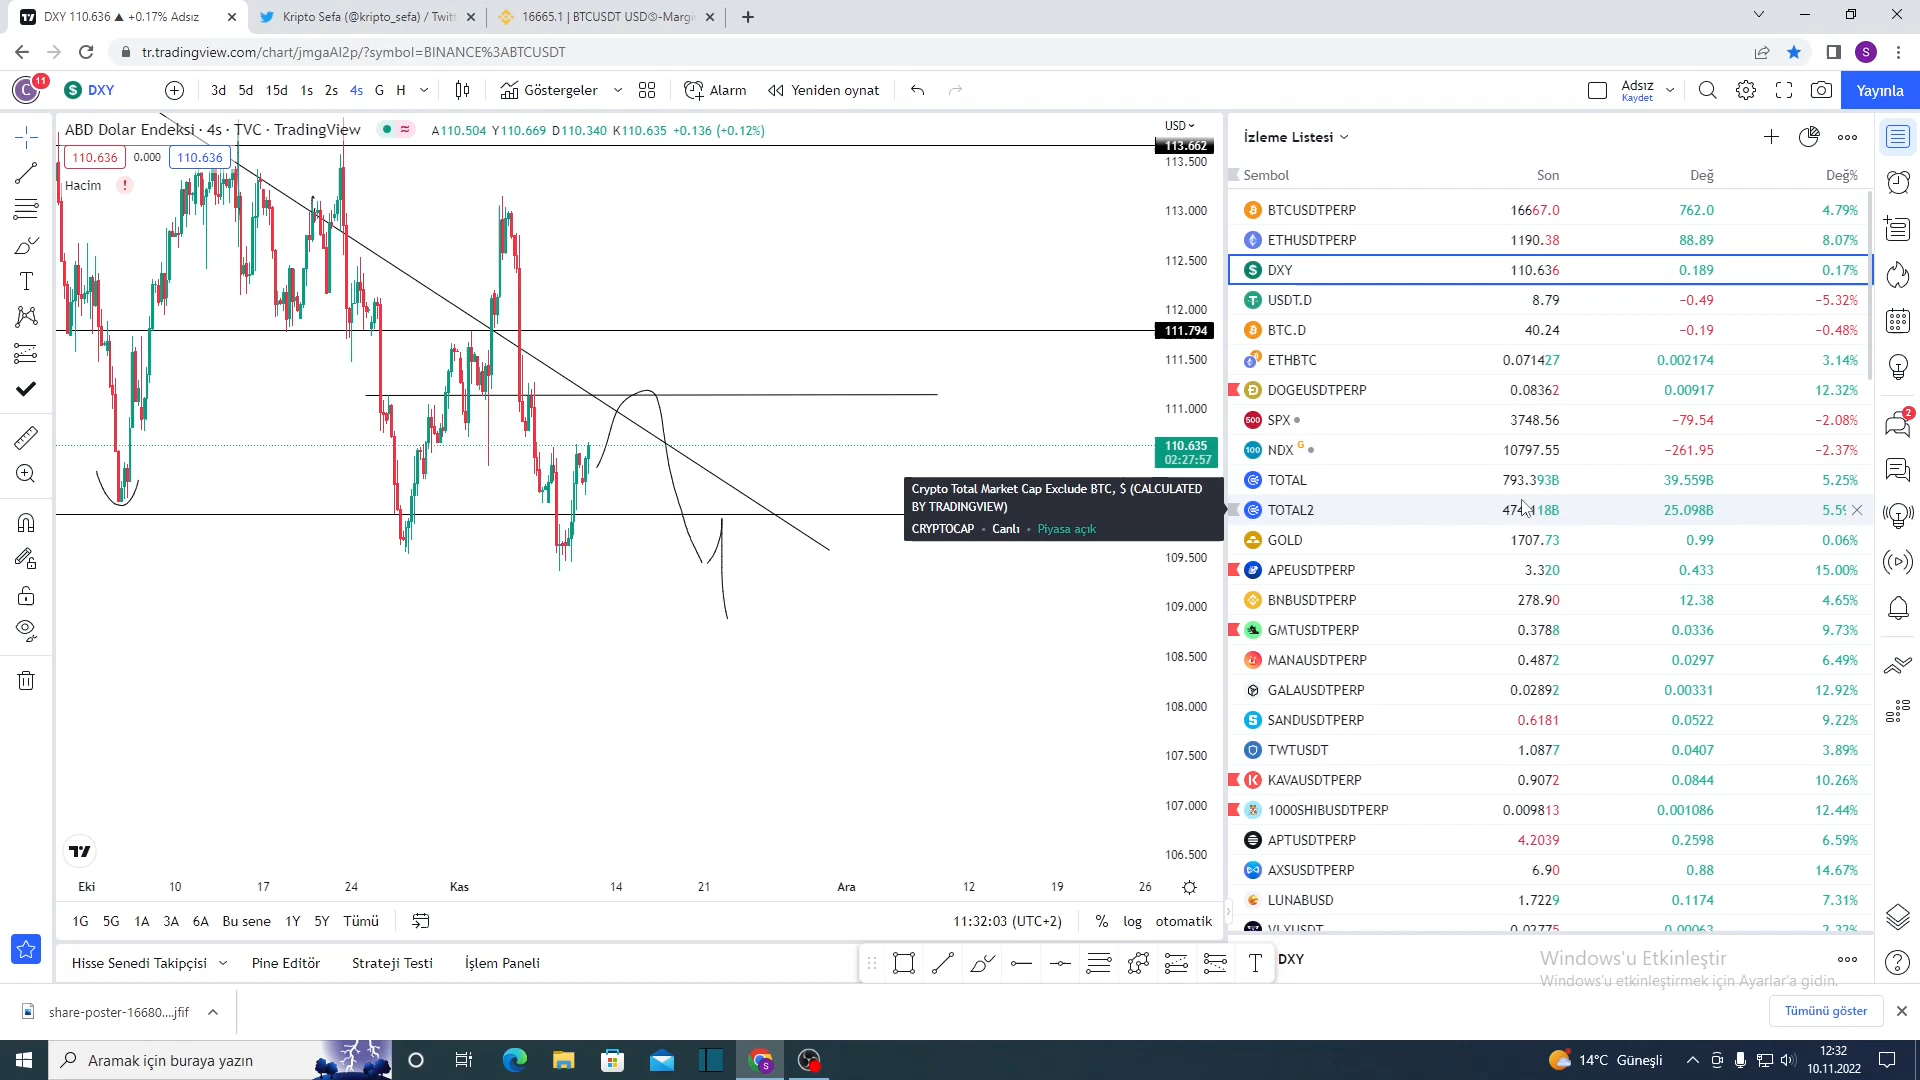 DXY 110.636 ▲ +0.17% Adsız
Kripto Sefa (@kripto_sefa) / Twitt
16665.1 | BTCUSDT USDⓈ-Margi
tr.tradingview.com/chart/jmgaAl2p/?symbol=BINANCE%3ABTCUSDT
S
C 11
DXY
3d 5d 15d 1s 2s 4s G H
Göstergeler
Alarm
Yeniden oynat
Adsız
Kaydet
Yayınla
ABD Dolar Endeksi · 4s · TVC · TradingView
A110.504 Y110.669 D110.340 K110.635 +0.136 (+0.12%)
110.636 0.000 110.636
Hacim !
USD
113.662
113.500
113.000
112.500
112.000
111.794
111.500
111.000
110.635
02:27:57
109.500
109.000
108.500
108.000
107.500
107.000
106.500
Crypto Total Market Cap Exclude BTC, $ (CALCULATED
BY TRADINGVIEW)
CRYPTOCAP • Canlı • Piyasa açık
Eki 10 17 24 Kas 14 21 Ara 12 19 26
1G 5G 1A 3A 6A Bu sene 1Y 5Y Tümü
11:32:03 (UTC+2) % log otomatik
Hisse Senedi Takipçisi Pine Editör Strateji Testi İşlem Paneli
İzleme Listesi
Sembol Son Değ Değ%
BTCUSDTPERP 16667.0 762.0 4.79%
ETHUSDTPERP 1190.38 88.89 8.07%
DXY 110.636 0.189 0.17%
USDT.D 8.79 −0.49 −5.32%
BTC.D 40.24 −0.19 −0.48%
ETHBTC 0.071427 0.002174 3.14%
DOGEUSDTPERP 0.08362 0.00917 12.32%
500 SPX 3748.56 −79.54 −2.08%
100 NDX G 10797.55 −261.95 −2.37%
TOTAL 793.393B 39.559B 5.25%
TOTAL2 25.098B
GOLD 1707.73 0.99 0.06%
APEUSDTPERP 3.320 0.433 15.00%
BNBUSDTPERP 278.90 12.38 4.65%
GMTUSDTPERP 0.3788 0.0336 9.73%
MANAUSDTPERP 0.4872 0.0297 6.49%
GALAUSDTPERP 0.02892 0.00331 12.92%
SANDUSDTPERP 0.6181 0.0522 9.22%
TWTUSDT 1.0877 0.0407 3.89%
KAVAUSDTPERP 0.9072 0.0844 10.26%
1000SHIBUSDTPERP 0.009813 0.001086 12.44%
APTUSDTPERP 4.2039 0.2598 6.59%
AXSUSDTPERP 6.90 0.88 14.67%
LUNABUSD 1.7229 0.1174 7.31%
VLXUSDT 0.02775 0.00063 2.32%
DXY
2
Windows'u Etkinleştir
Windows'u etkinleştirmek için Ayarlar'a gidin.
share-poster-16680....jfif
Tümünü göster
Aramak için buraya yazın
14°C Güneşli
12:32
10.11.2022